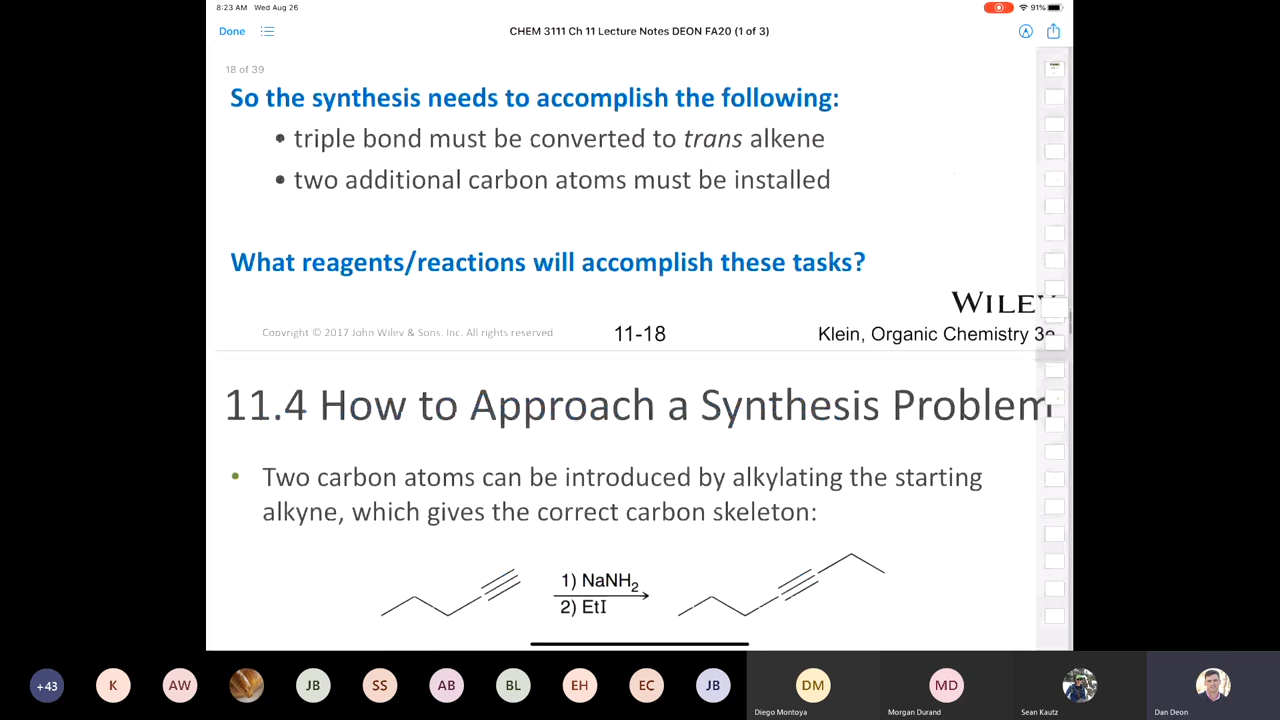 8:23 AM Wed Aug 26
91%
Done
CHEM 3111 Ch 11 Lecture Notes DEON FA20 (1 of 3)
18 of 39
So the synthesis needs to accomplish the following:
• triple bond must be converted to trans alkene
• two additional carbon atoms must be installed
What reagents/reactions will accomplish these tasks?
WILEY
Copyright © 2017 John Wiley & Sons, Inc. All rights reserved
11-18
Klein, Organic Chemistry 3e
11.4 How to Approach a Synthesis Problem
• Two carbon atoms can be introduced by alkylating the starting
alkyne, which gives the correct carbon skeleton:
1) NaNH2
2) EtI
+43
K
AW
JB
SS
AB
BL
EH
EC
JB
DM
MD
Diego Montoya
Morgan Durand
Sean Kautz
Dan Deon